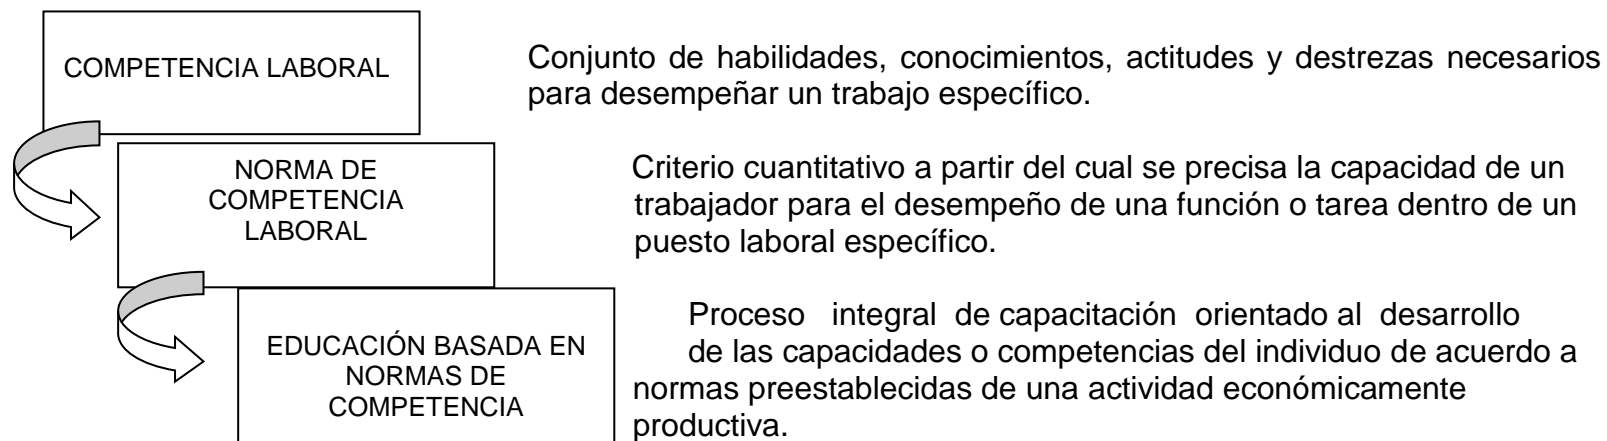 COMPETENCIA LABORAL
Conjunto de habilidades, conocimientos, actitudes y destrezas necesarios
para desempeñar un trabajo específico.
NORMA DE
COMPETENCIA
LABORAL
Criterio cuantitativo a partir del cual se precisa la capacidad de un
trabajador para el desempeño de una función o tarea dentro de un
puesto laboral específico.
EDUCACIÓN BASADA EN
NORMAS DE
COMPETENCIA
Proceso integral de capacitación orientado al desarrollo
de las capacidades o competencias del individuo de acuerdo a
normas preestablecidas de una actividad económicamente
productiva.